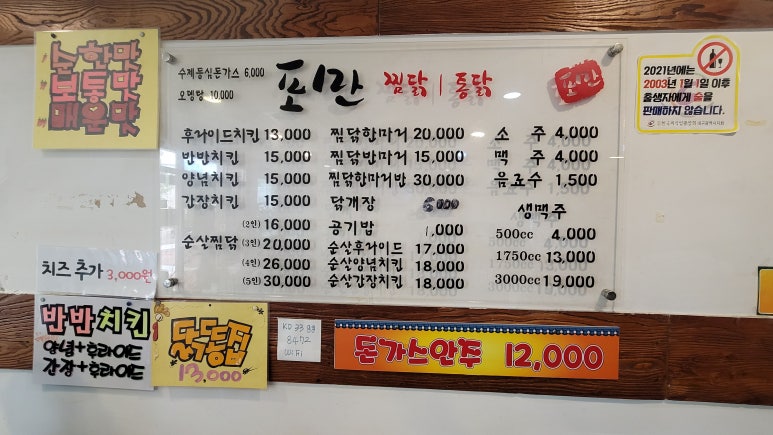 순한맛
보통맛
매운맛
수제등심돈가스 6,000
오뎅탕 10,000
포란 찜닭 | 통닭
포란
2021년에는
2003년 1월 1일 이후
출생자에게 술을
판매하지 않습니다.
후라이드치킨 13,000
반반치킨 15,000
양념치킨 15,000
간장치킨 15,000
순살찜닭
(2인) 16,000
(3인) 20,000
(4인) 26,000
(5인) 30,000
찜닭한마리 20,000
찜닭반마리 15,000
찜닭한마리반 30,000
닭개장 6,000
공기밥 1,000
순살후라이드 17,000
순살양념치킨 18,000
순살간장치킨 18,000
소 주 4,000
맥 주 4,000
음료수 1,500
생맥주
500cc 4,000
1750cc 13,000
3000cc 19,000
치즈 추가 3,000원
반반치킨
양념+후라이드
간장+후라이드
똑똥집
13,000
8472
돈가스안주 12,000